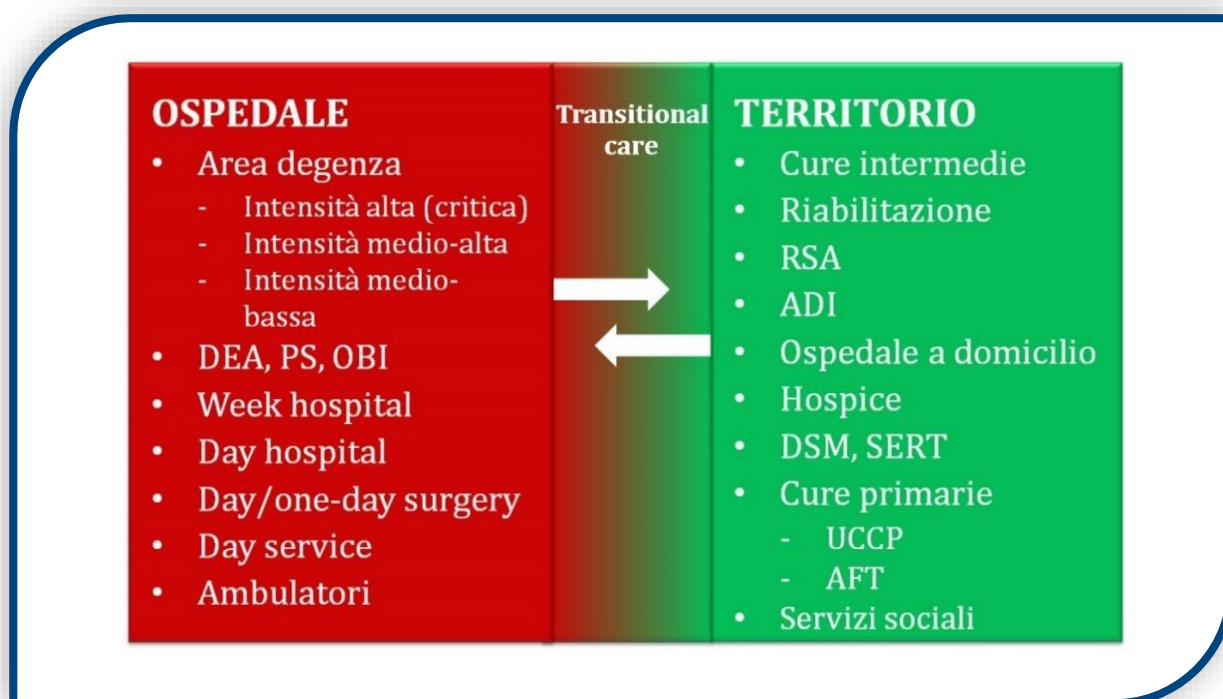 OSPEDALE
• Area degenza
- Intensità alta (critica)
- Intensità medio-alta
- Intensità medio-
bassa
• DEA, PS, OBI
• Week hospital
• Day hospital
• Day/one-day surgery
• Day service
• Ambulatori
Transitional
care
TERRITORIO
• Cure intermedie
• Riabilitazione
• RSA
• ADI
• Ospedale a domicilio
• Hospice
• DSM, SERT
• Cure primarie
- UCCP
- AFT
• Servizi sociali